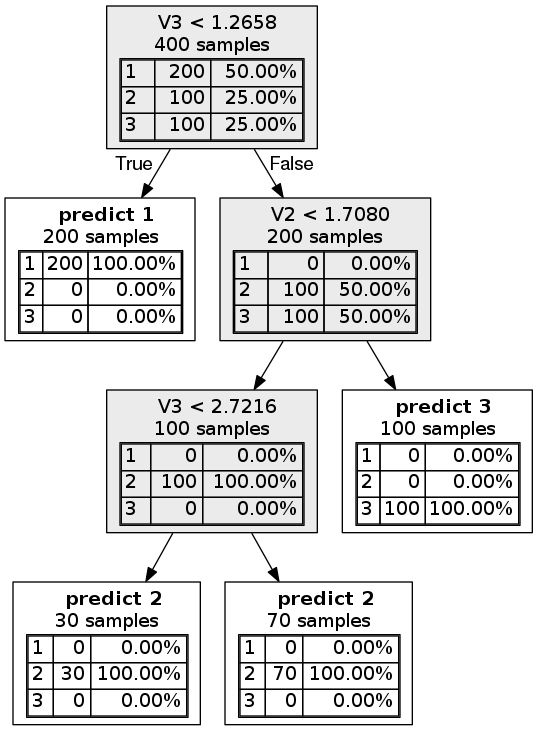 V3 < 1.2658
400 samples
1 200 50.00%
2 100 25.00%
3 100 25.00%
True
False
predict 1
200 samples
1 200 100.00%
2 0 0.00%
3 0 0.00%
V2 < 1.7080
200 samples
1 0 0.00%
2 100 50.00%
3 100 50.00%
V3 < 2.7216
100 samples
1 0 0.00%
2 100 100.00%
3 0 0.00%
predict 3
100 samples
1 0 0.00%
2 0 0.00%
3 100 100.00%
predict 2
30 samples
1 0 0.00%
2 30 100.00%
3 0 0.00%
predict 2
70 samples
1 0 0.00%
2 70 100.00%
3 0 0.00%